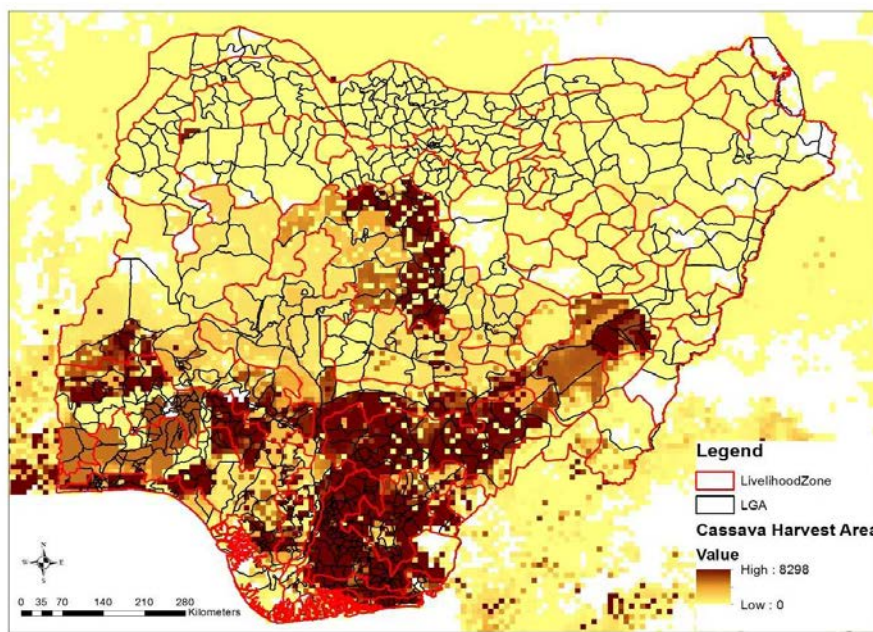 Legend
LivelihoodZone
LGA
Cassava Harvest Area
Value
High : 8298
Low : 0
N
W E
S
0 35 70 140 210 280
Kilometers